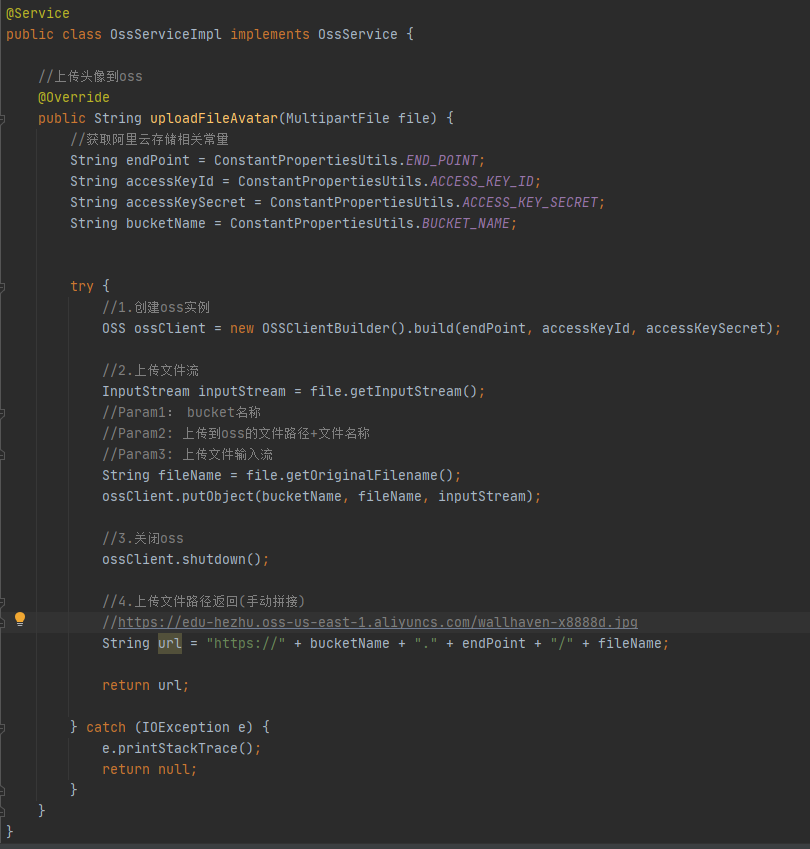 @Service
public class OssServiceImpl implements OssService {
//上传头像到oss
@Override
public String uploadFileAvatar(MultipartFile file) {
//获取阿里云存储相关常量
String endPoint = ConstantPropertiesUtils.END_POINT;
String accessKeyId = ConstantPropertiesUtils.ACCESS_KEY_ID;
String accessKeySecret = ConstantPropertiesUtils.ACCESS_KEY_SECRET;
String bucketName = ConstantPropertiesUtils.BUCKET_NAME;
try {
//1.创建oss实例
OSS ossClient = new OSSClientBuilder().build(endPoint, accessKeyId, accessKeySecret);
//2.上传文件流
InputStream inputStream = file.getInputStream();
//Param1: bucket名称
//Param2: 上传到oss的文件路径+文件名称
//Param3: 上传文件输入流
String fileName = file.getOriginalFilename();
ossClient.putObject(bucketName, fileName, inputStream);
//3.关闭oss
ossClient.shutdown();
//4.上传文件路径返回(手动拼接)
//https://edu-hezhu.oss-us-east-1.aliyuncs.com/wallhaven-x8888d.jpg
String url = "https://" + bucketName + "." + endPoint + "/" + fileName;
return url;
} catch (IOException e) {
e.printStackTrace();
return null;
}
}
}